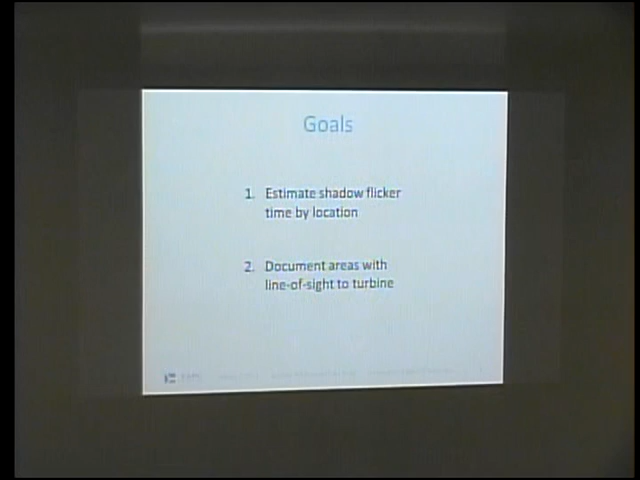 Goals
1. Estimate shadow flicker
time by location
2. Document areas with
line-of-sight to turbine